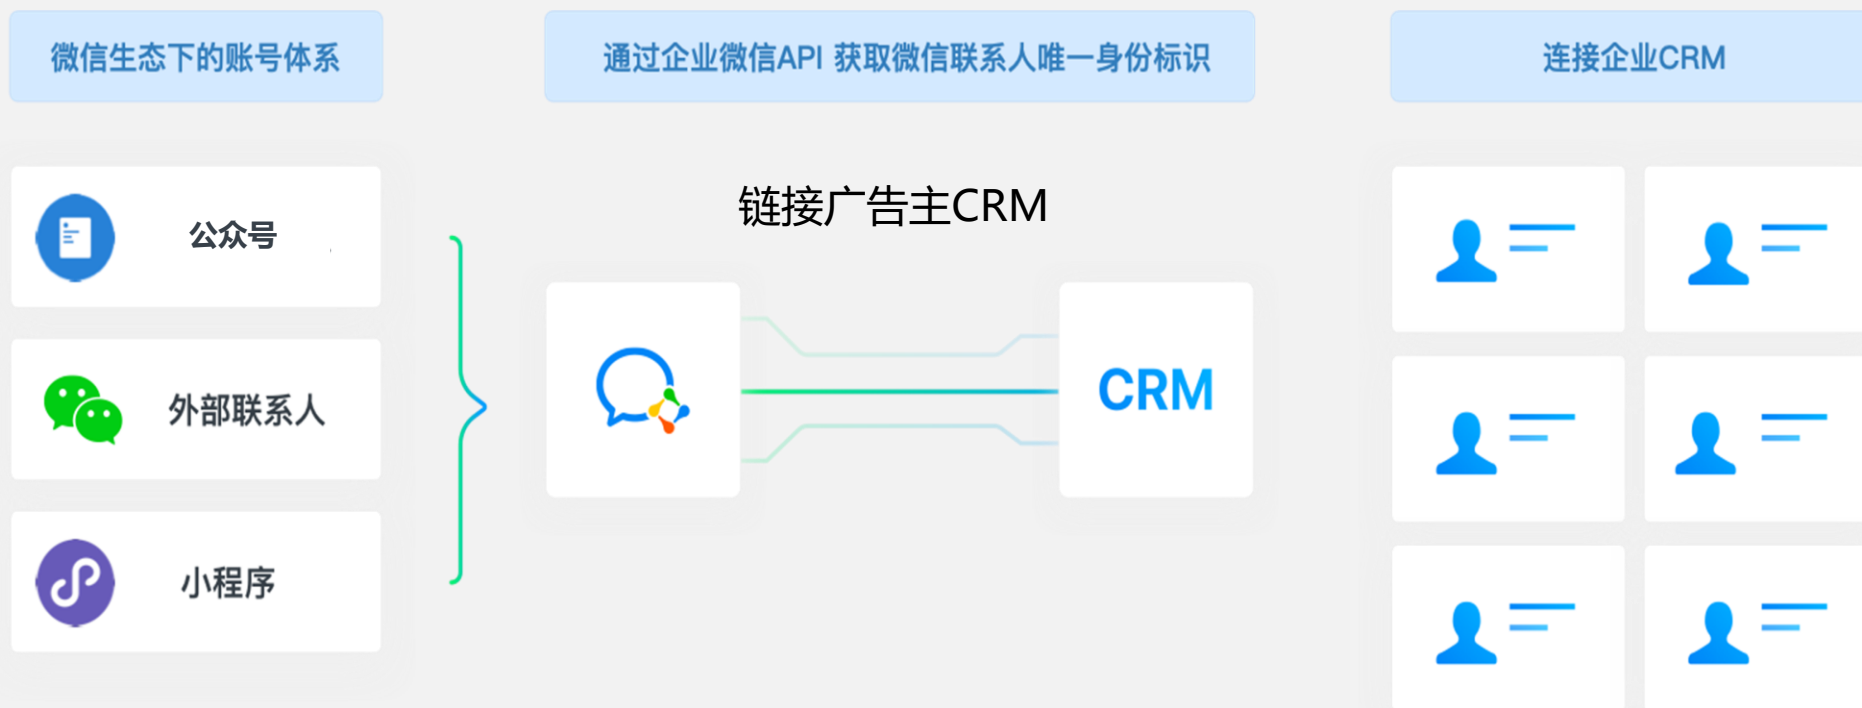 微信生态下的账号体系
通过企业微信API 获取微信联系人唯一身份标识
连接企业CRM
公众号
外部联系人
小程序
链接广告主CRM
CRM